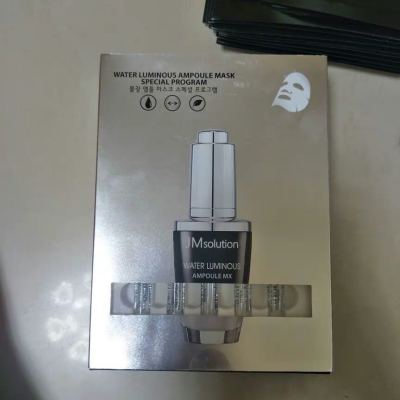 WATER LUMINOUS AMPOULE MASK
SPECIAL PROGRAM
물광 앰플 마스크 스페셜 프로그램
JMsolution
WATER LUMINOUS
AMPOULE MX